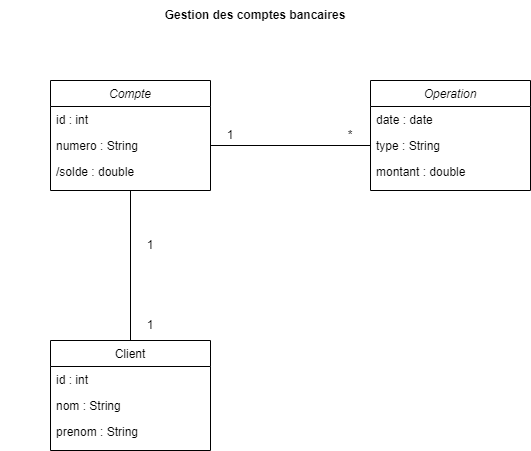 Gestion des comptes bancaires
Compte
id : int
numero : String
/solde : double
Operation
date : date
type : String
montant : double
1
*
1
1
Client
id : int
nom : String
prenom : String